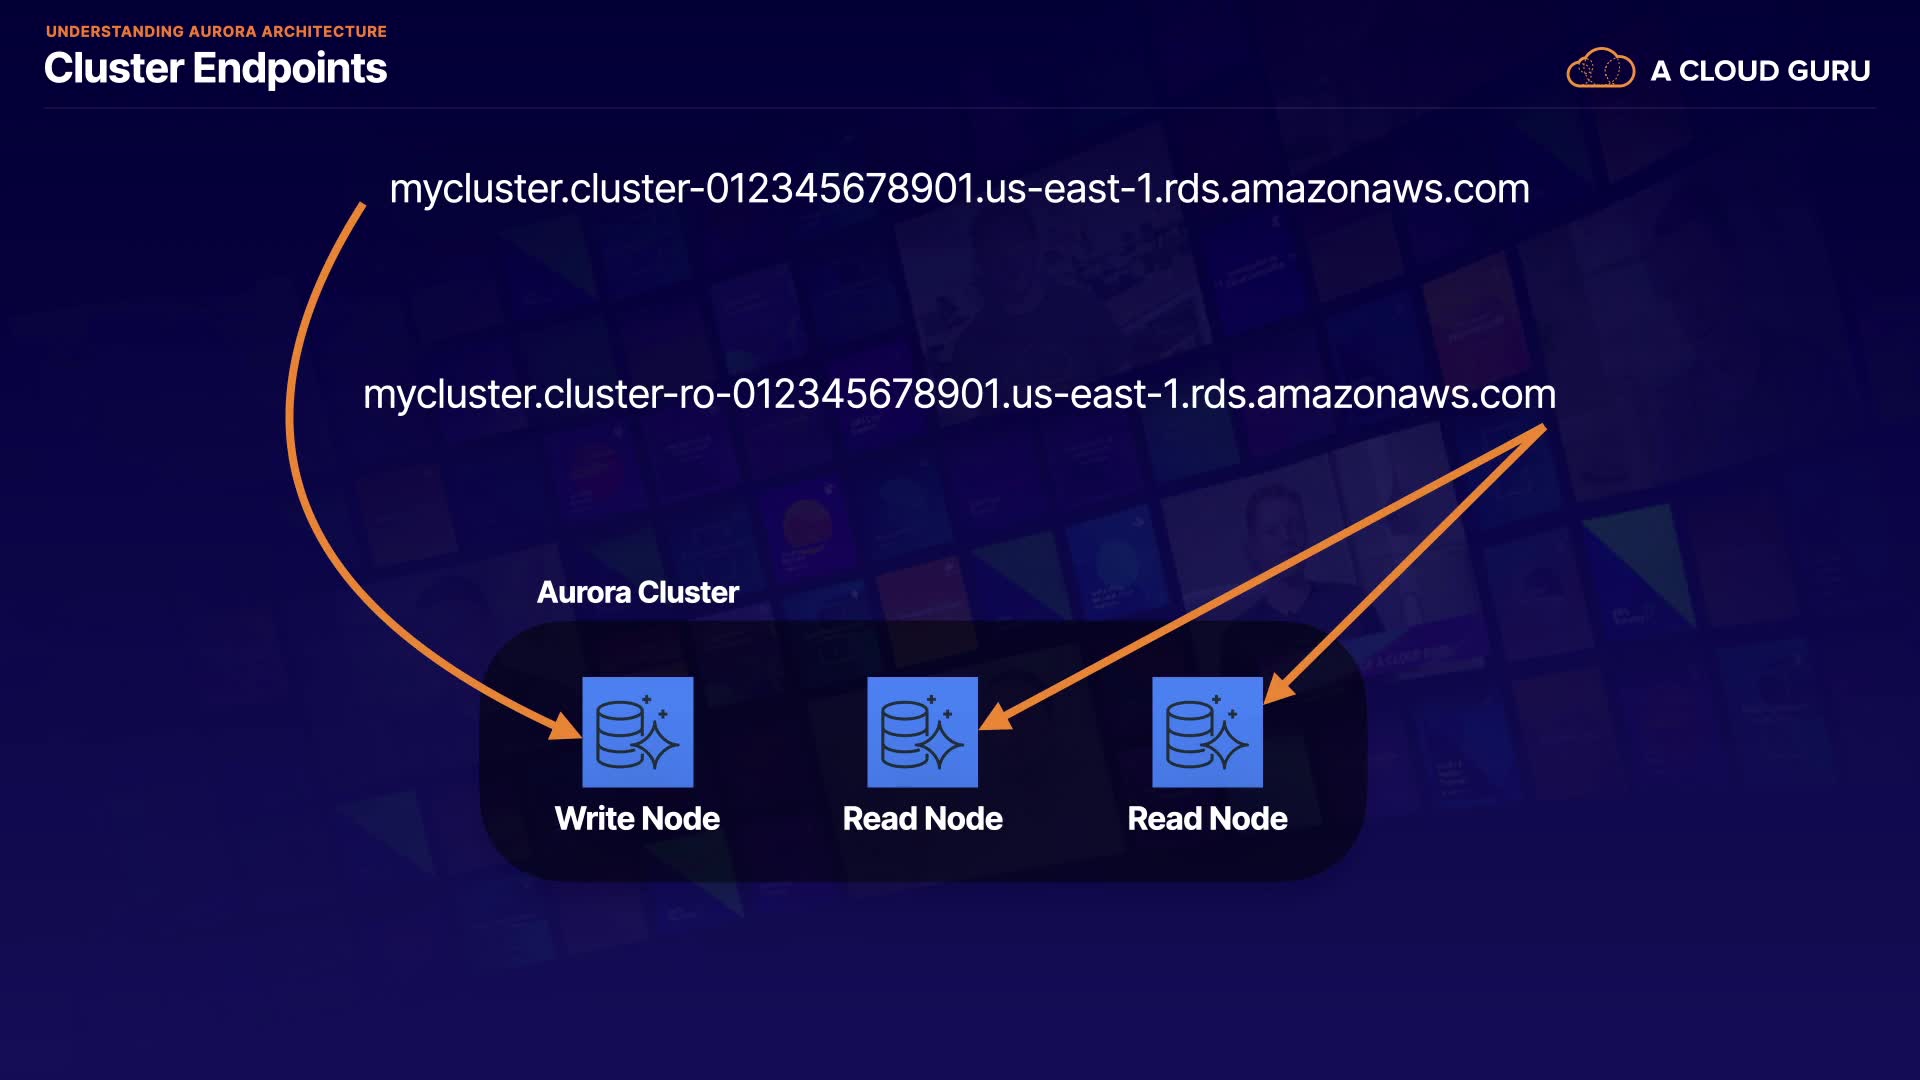 UNDERSTANDING AURORA ARCHITECTURE
Cluster Endpoints
A CLOUD GURU
mycluster.cluster-012345678901.us-east-1.rds.amazonaws.com
mycluster.cluster-ro-012345678901.us-east-1.rds.amazonaws.com
Aurora Cluster
Write Node
Read Node
Read Node